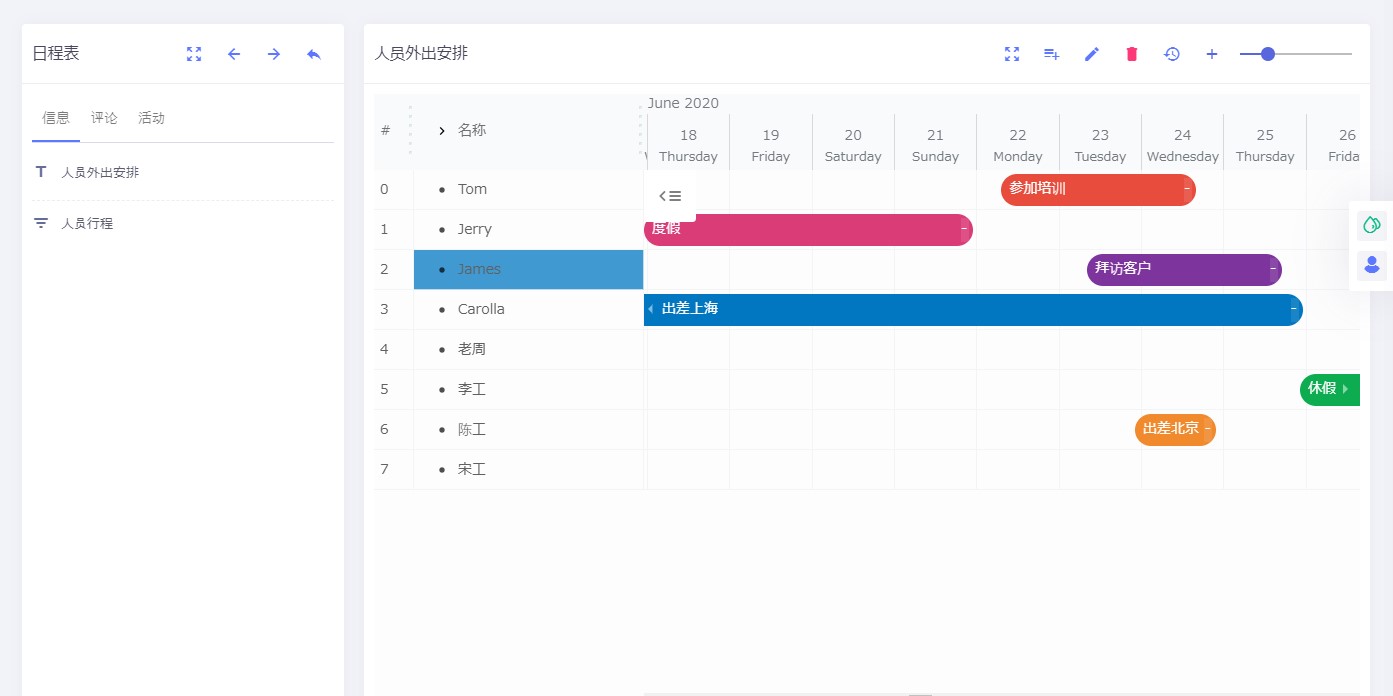 日程表
信息 评论 活动
人员外出安排
人员行程
人员外出安排
June 2020
# 名称
18 19 20 21 22 23 24 25 26
Thursday Friday Saturday Sunday Monday Tuesday Wednesday Thursday Frida
0 Tom 参加培训
1 Jerry 度假
2 James 拜访客户
3 Carolla 出差上海
4 老周
5 李工 休假
6 陈工 出差北京
7 宋工